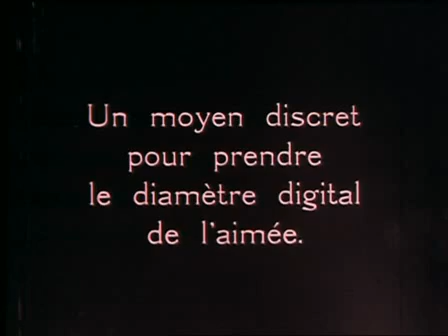 Un moyen discret
pour prendre
le diamètre digital
de l'aimée.